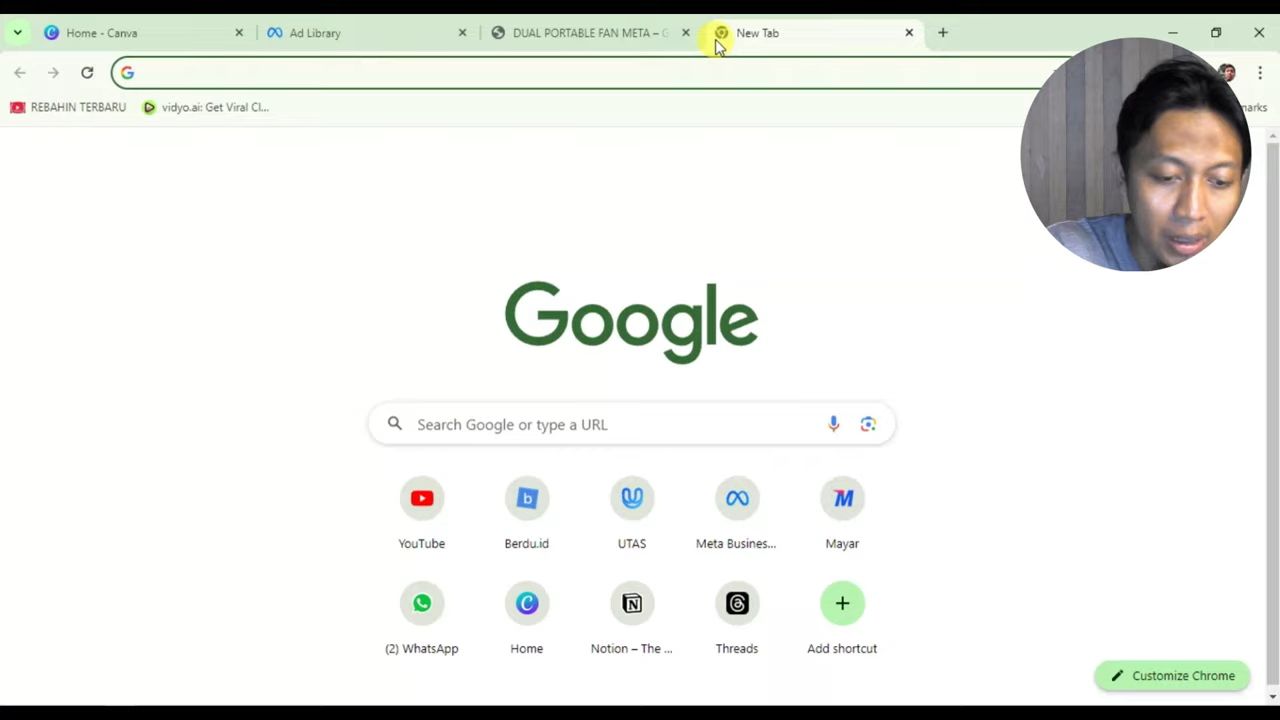 Home - Canva
Ad Library
DUAL PORTABLE FAN META –
New Tab
REBAHIN TERBARU
vidyo.ai: Get Viral Cl...
marks
Google
Search Google or type a URL
YouTube
Berdu.id
UTAS
Meta Busines...
Mayar
(2) WhatsApp
Home
Notion – The ...
Threads
Add shortcut
Customize Chrome